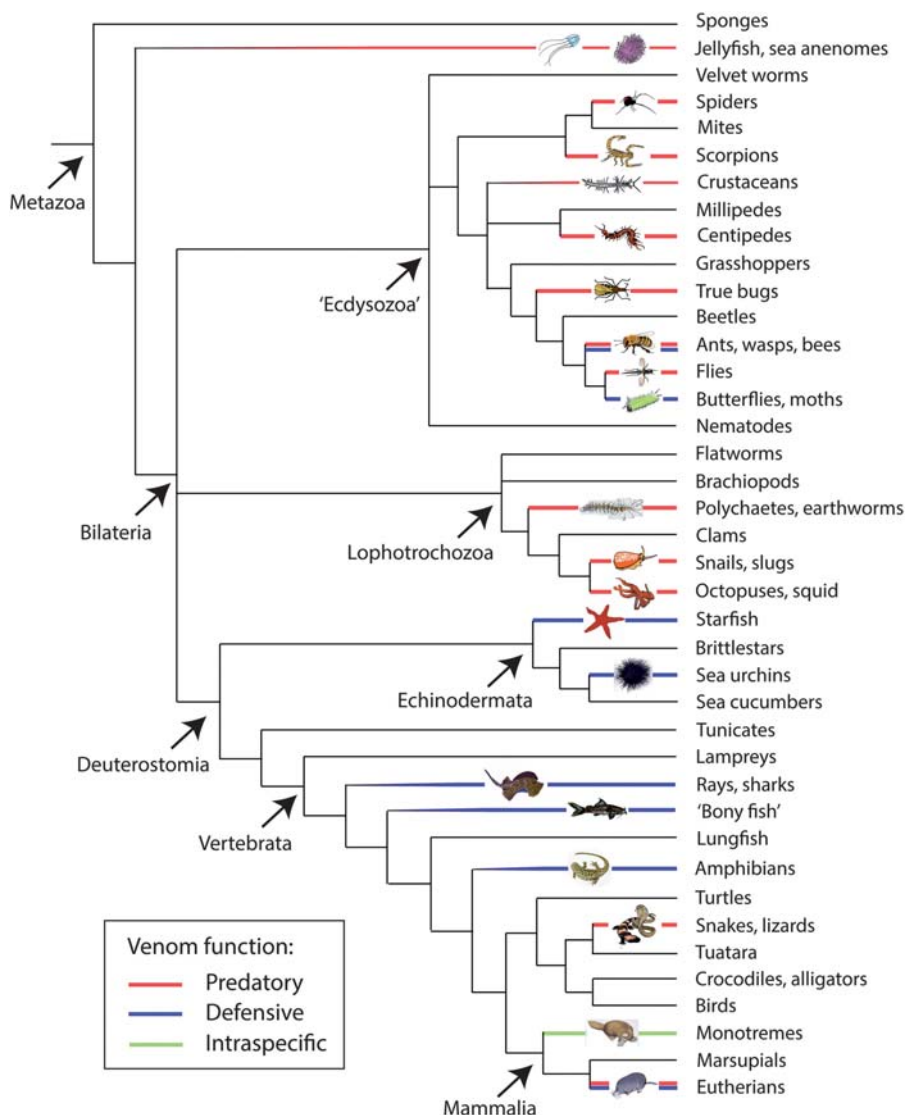 Sponges
Jellyfish, sea anenomes
Velvet worms
Spiders
Mites
Scorpions
Metazoa
Crustaceans
Millipedes
Centipedes
'Ecdysozoa'
Grasshoppers
True bugs
Beetles
Ants, wasps, bees
Flies
Butterflies, moths
Nematodes
Flatworms
Brachiopods
Bilateria
Polychaetes, earthworms
Lophotrochozoa
Clams
Snails, slugs
Octopuses, squid
Starfish
Brittlestars
Sea urchins
Echinodermata
Sea cucumbers
Tunicates
Deuterostomia
Lampreys
Rays, sharks
'Bony fish'
Vertebrata
Lungfish
Amphibians
Turtles
Snakes, lizards
Tuatara
Crocodiles, alligators
Birds
Monotremes
Marsupials
Eutherians
Mammalia
Venom function:
Predatory
Defensive
Intraspecific